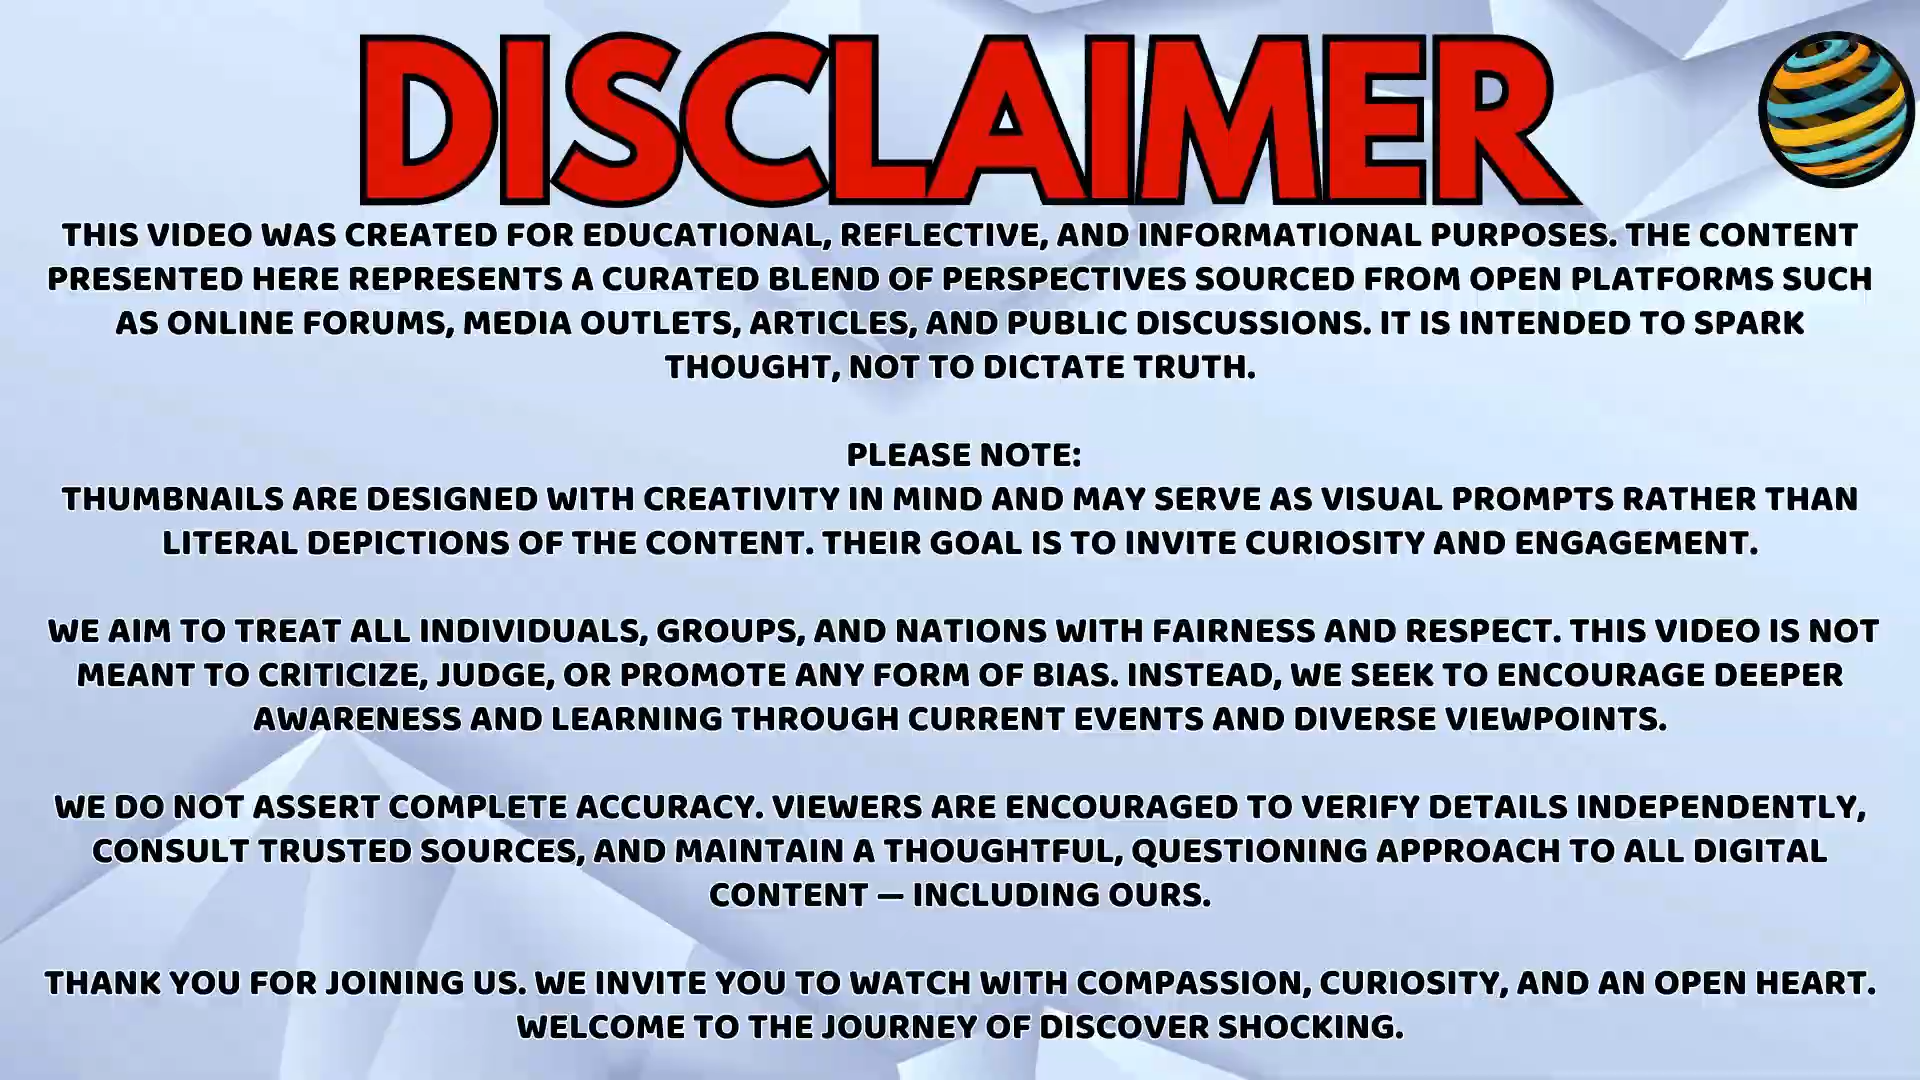 DISCLAIMER
THIS VIDEO WAS CREATED FOR EDUCATIONAL, REFLECTIVE, AND INFORMATIONAL PURPOSES. THE CONTENT
PRESENTED HERE REPRESENTS A CURATED BLEND OF PERSPECTIVES SOURCED FROM OPEN PLATFORMS SUCH
AS ONLINE FORUMS, MEDIA OUTLETS, ARTICLES, AND PUBLIC DISCUSSIONS. IT IS INTENDED TO SPARK
THOUGHT, NOT TO DICTATE TRUTH.
PLEASE NOTE:
THUMBNAILS ARE DESIGNED WITH CREATIVITY IN MIND AND MAY SERVE AS VISUAL PROMPTS RATHER THAN
LITERAL DEPICTIONS OF THE CONTENT. THEIR GOAL IS TO INVITE CURIOSITY AND ENGAGEMENT.
WE AIM TO TREAT ALL INDIVIDUALS, GROUPS, AND NATIONS WITH FAIRNESS AND RESPECT. THIS VIDEO IS NOT
MEANT TO CRITICIZE, JUDGE, OR PROMOTE ANY FORM OF BIAS. INSTEAD, WE SEEK TO ENCOURAGE DEEPER
AWARENESS AND LEARNING THROUGH CURRENT EVENTS AND DIVERSE VIEWPOINTS.
WE DO NOT ASSERT COMPLETE ACCURACY. VIEWERS ARE ENCOURAGED TO VERIFY DETAILS INDEPENDENTLY,
CONSULT TRUSTED SOURCES, AND MAINTAIN A THOUGHTFUL, QUESTIONING APPROACH TO ALL DIGITAL
CONTENT — INCLUDING OURS.
THANK YOU FOR JOINING US. WE INVITE YOU TO WATCH WITH COMPASSION, CURIOSITY, AND AN OPEN HEART.
WELCOME TO THE JOURNEY OF DISCOVER SHOCKING.